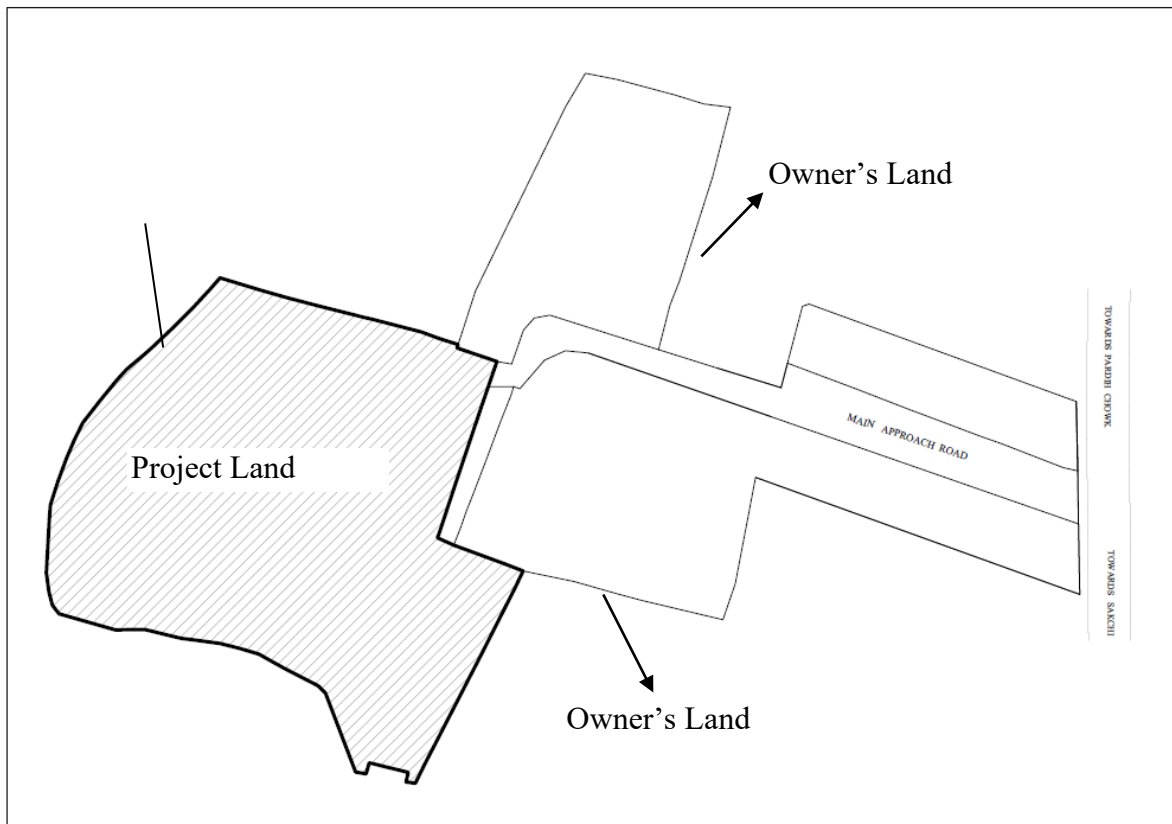 Owner’s Land
TOWARDS PARDIH CHOWK
MAIN APPROACH ROAD
Project Land
TOWARDS SAKCHI
Owner’s Land